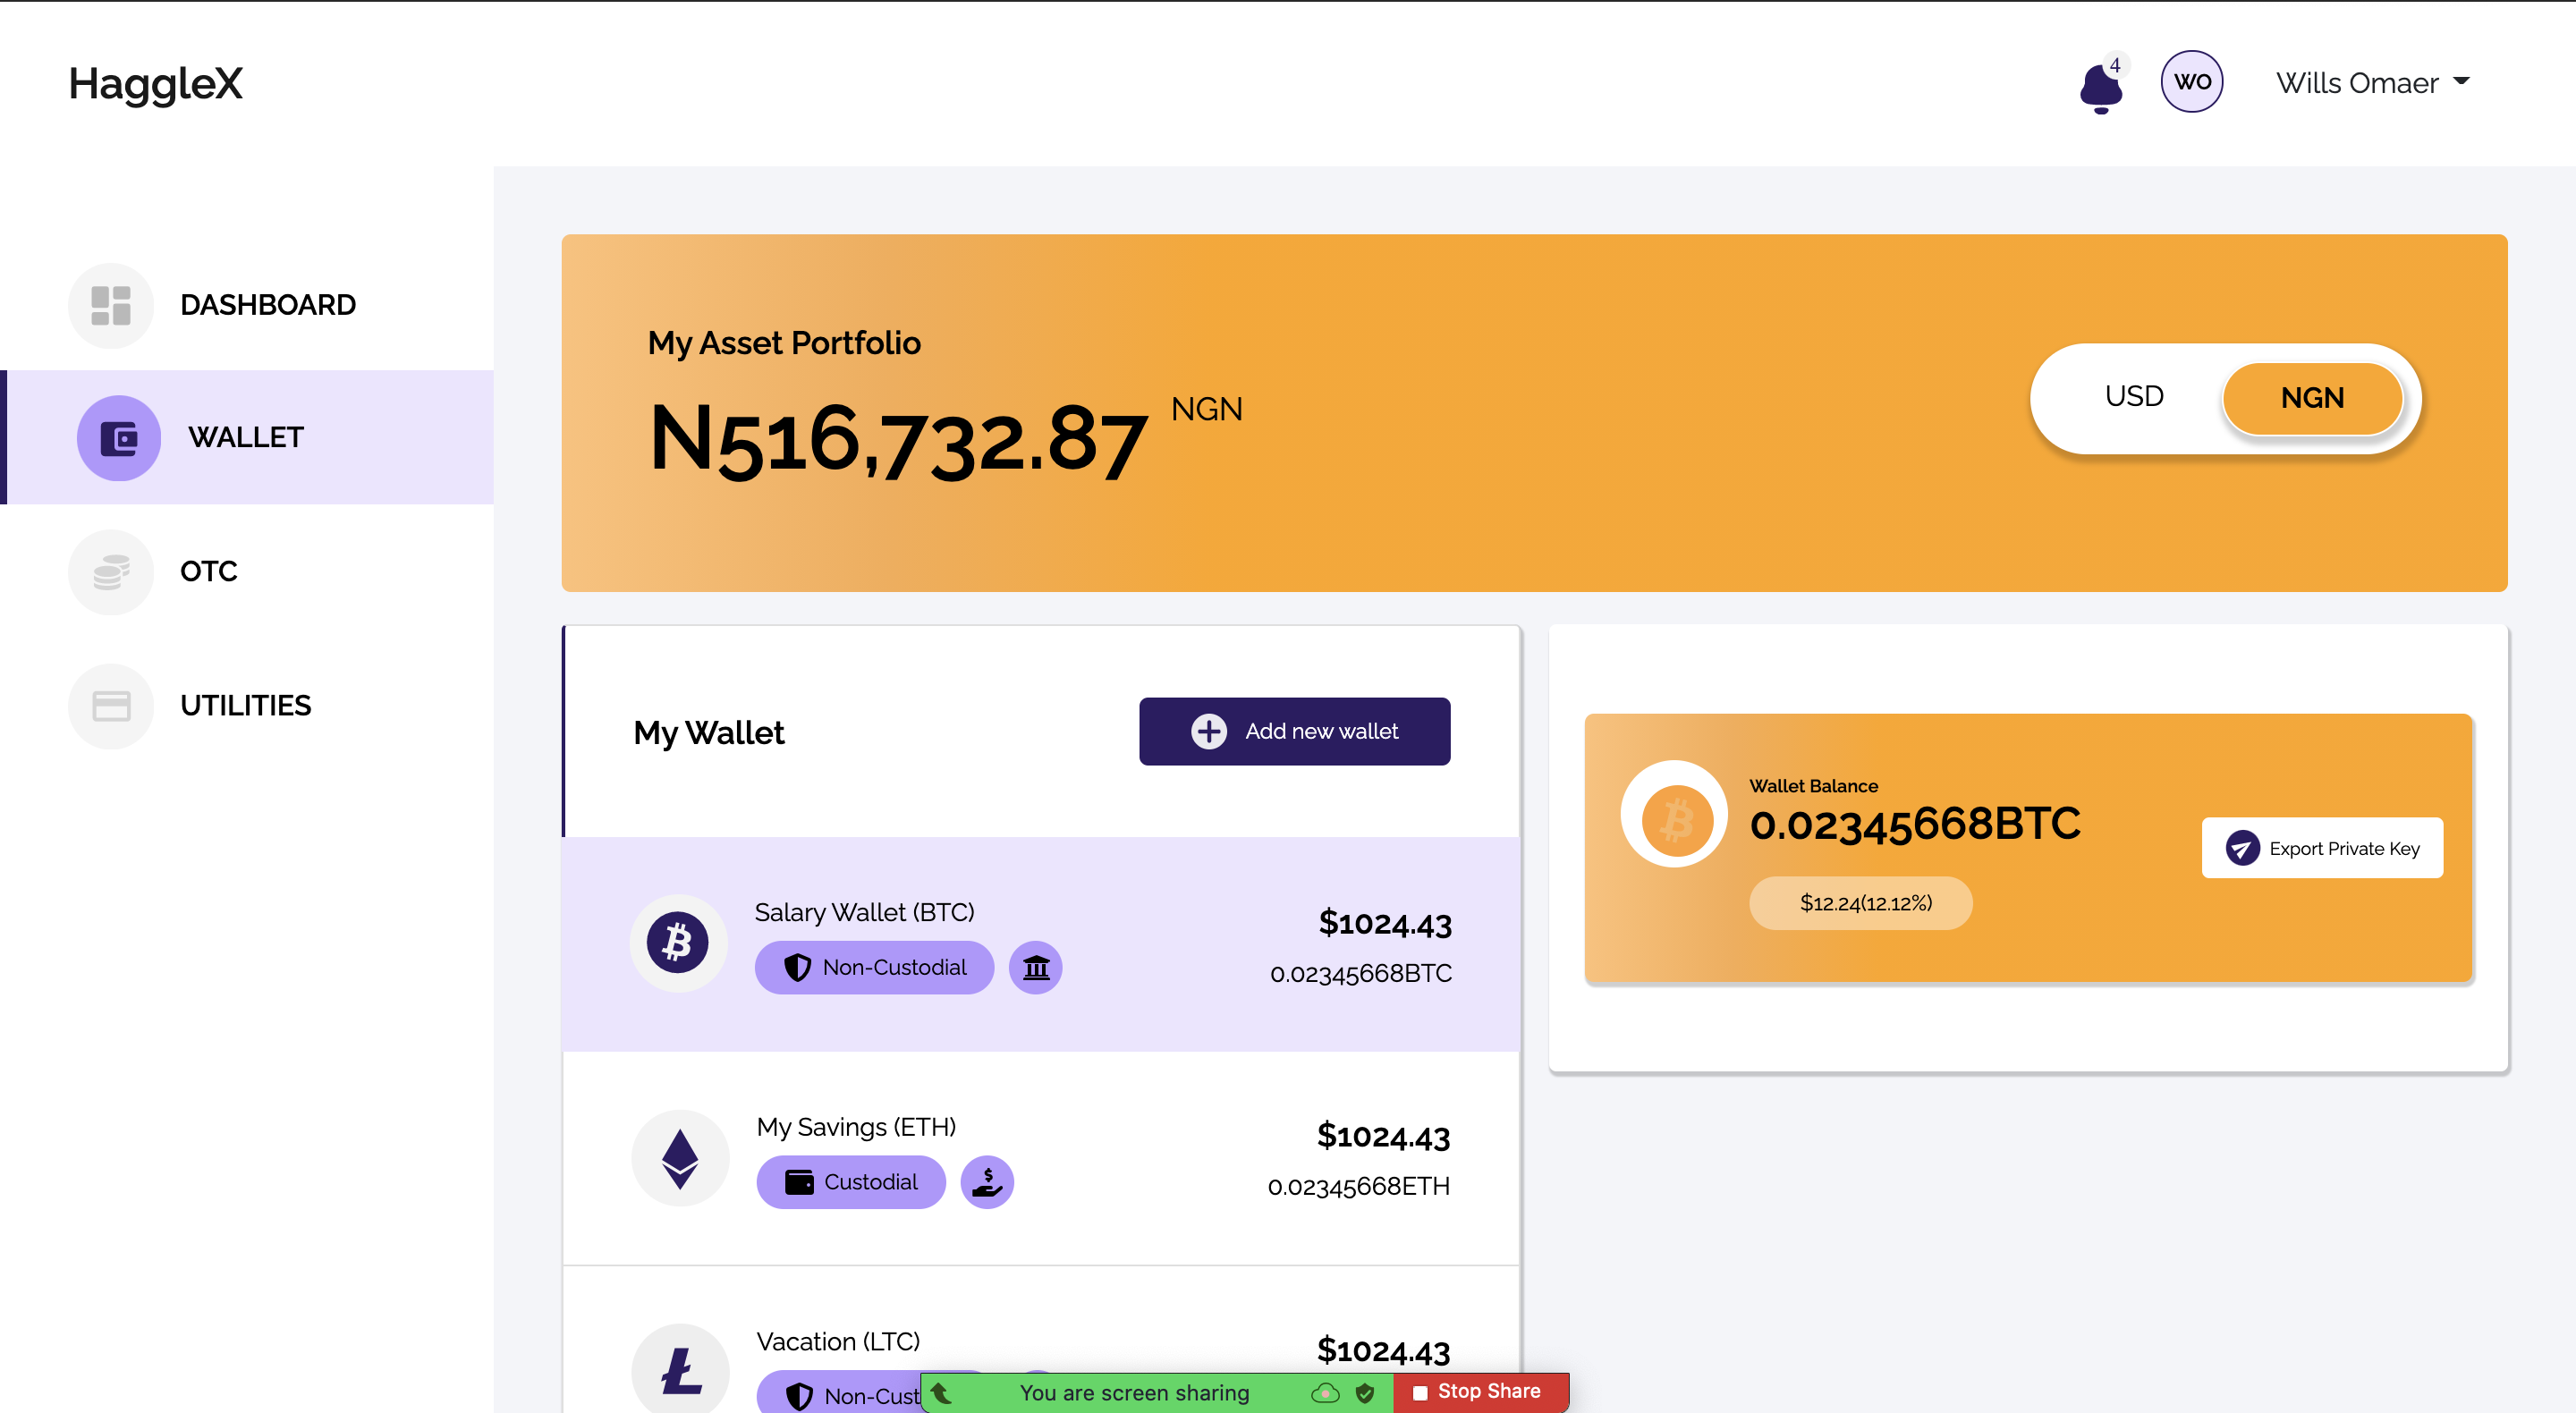 HaggleX
4
WO
Wills Omaer
DASHBOARD
WALLET
OTC
UTILITIES
My Asset Portfolio
N516,732.87 NGN
USD
NGN
My Wallet
Add new wallet
Salary Wallet (BTC)
Non-Custodial
$1024.43
0.02345668BTC
My Savings (ETH)
Custodial
$1024.43
0.02345668ETH
Vacation (LTC)
Non-Cust
$1024.43
Wallet Balance
0.02345668BTC
$12.24(12.12%)
Export Private Key
You are screen sharing
Stop Share